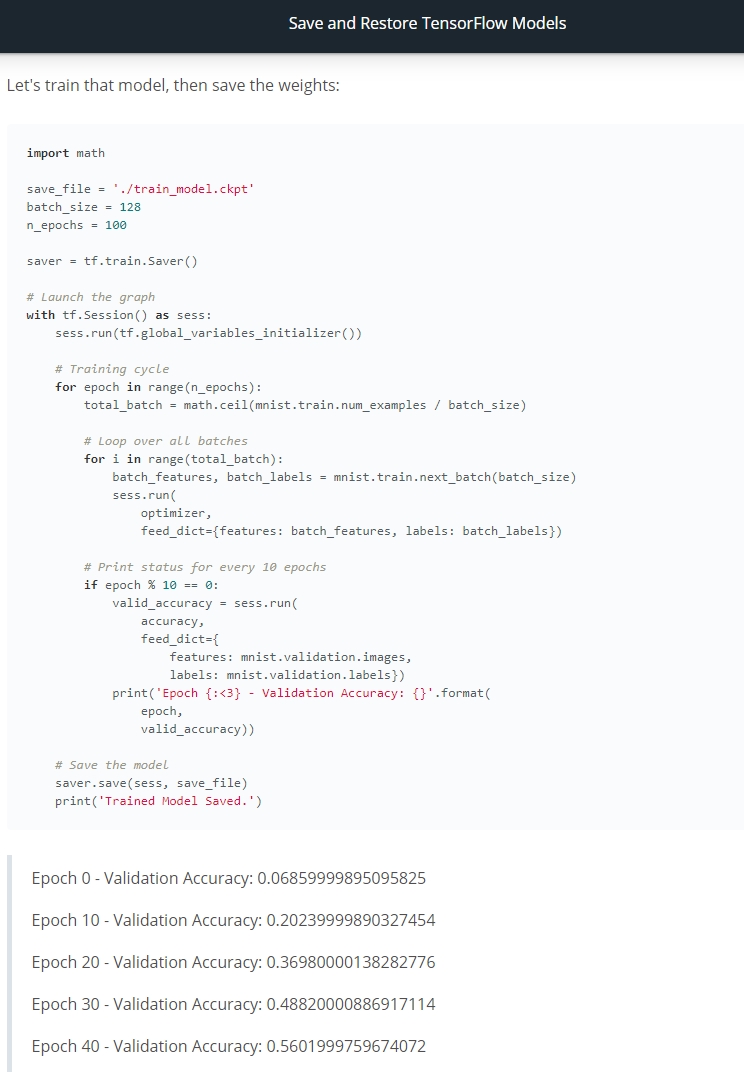 Save and Restore TensorFlow Models
Let's train that model, then save the weights:
import math
save_file = './train_model.ckpt'
batch_size = 128
n_epochs = 100
saver = tf.train.Saver()
# Launch the graph
with tf.Session() as sess:
    sess.run(tf.global_variables_initializer())
    # Training cycle
    for epoch in range(n_epochs):
        total_batch = math.ceil(mnist.train.num_examples / batch_size)
        # Loop over all batches
        for i in range(total_batch):
            batch_features, batch_labels = mnist.train.next_batch(batch_size)
            sess.run(
                optimizer,
                feed_dict={features: batch_features, labels: batch_labels})
        # Print status for every 10 epochs
        if epoch % 10 == 0:
            valid_accuracy = sess.run(
                accuracy,
                feed_dict={
                    features: mnist.validation.images,
                    labels: mnist.validation.labels})
            print('Epoch {:<3} - Validation Accuracy: {}'.format(
                epoch,
                valid_accuracy))
    # Save the model
    saver.save(sess, save_file)
    print('Trained Model Saved.')
Epoch 0 - Validation Accuracy: 0.06859999895095825
Epoch 10 - Validation Accuracy: 0.20239999890327454
Epoch 20 - Validation Accuracy: 0.36980000138282776
Epoch 30 - Validation Accuracy: 0.48820000886917114
Epoch 40 - Validation Accuracy: 0.5601999759674072